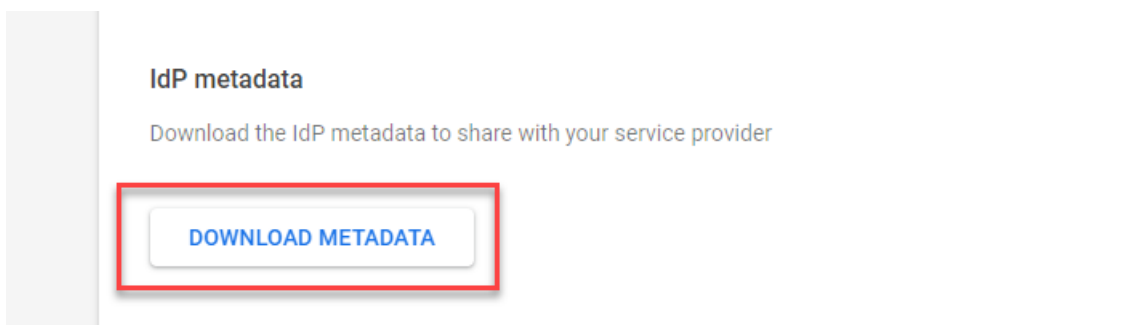 IdP metadata
Download the IdP metadata to share with your service provider
DOWNLOAD METADATA